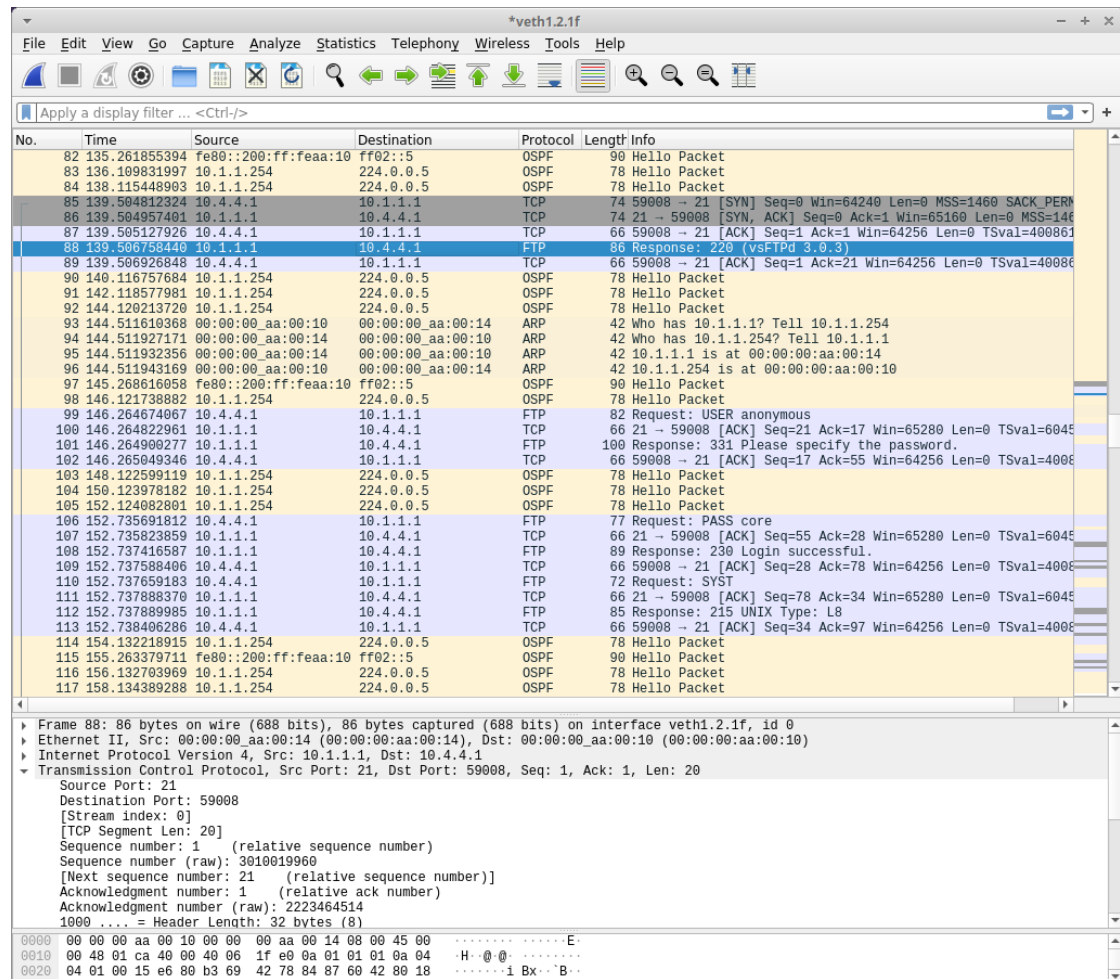 *veth1.2.1f
File Edit View Go Capture Analyze Statistics Telephony Wireless Tools Help
Apply a display filter ... <Ctrl-/>
No. Time Source Destination Protocol Length Info
82 135.261855394 fe80::200:ff:feaa:10 ff02::5 OSPF 90 Hello Packet
83 136.109831997 10.1.1.254 224.0.0.5 OSPF 78 Hello Packet
84 138.115448903 10.1.1.254 224.0.0.5 OSPF 78 Hello Packet
85 139.504812324 10.4.4.1 10.1.1.1 TCP 74 59008 → 21 [SYN] Seq=0 Win=64240 Len=0 MSS=1460 SACK_PERM
86 139.504957401 10.1.1.1 10.4.4.1 TCP 74 21 → 59008 [SYN, ACK] Seq=0 Ack=1 Win=65160 Len=0 MSS=146
87 139.505127926 10.4.4.1 10.1.1.1 TCP 66 59008 → 21 [ACK] Seq=1 Ack=1 Win=64256 Len=0 TSval=400861
88 139.506758440 10.1.1.1 10.4.4.1 FTP 86 Response: 220 (vsFTPd 3.0.3)
89 139.506926848 10.4.4.1 10.1.1.1 TCP 66 59008 → 21 [ACK] Seq=1 Ack=21 Win=64256 Len=0 TSval=40086
90 140.116757684 10.1.1.254 224.0.0.5 OSPF 78 Hello Packet
91 142.118577981 10.1.1.254 224.0.0.5 OSPF 78 Hello Packet
92 144.120213720 10.1.1.254 224.0.0.5 OSPF 78 Hello Packet
93 144.511610368 00:00:00_aa:00:10 00:00:00_aa:00:14 ARP 42 Who has 10.1.1.1? Tell 10.1.1.254
94 144.511927171 00:00:00_aa:00:14 00:00:00_aa:00:10 ARP 42 Who has 10.1.1.254? Tell 10.1.1.1
95 144.511932356 00:00:00_aa:00:14 00:00:00_aa:00:10 ARP 42 10.1.1.1 is at 00:00:00:aa:00:14
96 144.511943169 00:00:00_aa:00:10 00:00:00_aa:00:14 ARP 42 10.1.1.254 is at 00:00:00:aa:00:10
97 145.268616058 fe80::200:ff:feaa:10 ff02::5 OSPF 90 Hello Packet
98 146.121738882 10.1.1.254 224.0.0.5 OSPF 78 Hello Packet
99 146.264674067 10.4.4.1 10.1.1.1 FTP 82 Request: USER anonymous
100 146.264822961 10.1.1.1 10.4.4.1 TCP 66 21 → 59008 [ACK] Seq=21 Ack=17 Win=65280 Len=0 TSval=6045
101 146.264900277 10.1.1.1 10.4.4.1 FTP 100 Response: 331 Please specify the password.
102 146.265049346 10.4.4.1 10.1.1.1 TCP 66 59008 → 21 [ACK] Seq=17 Ack=55 Win=64256 Len=0 TSval=4008
103 148.122599119 10.1.1.254 224.0.0.5 OSPF 78 Hello Packet
104 150.123978182 10.1.1.254 224.0.0.5 OSPF 78 Hello Packet
105 152.124082801 10.1.1.254 224.0.0.5 OSPF 78 Hello Packet
106 152.735691812 10.4.4.1 10.1.1.1 FTP 77 Request: PASS core
107 152.735823859 10.1.1.1 10.4.4.1 TCP 66 21 → 59008 [ACK] Seq=55 Ack=28 Win=65280 Len=0 TSval=6045
108 152.737416587 10.1.1.1 10.4.4.1 FTP 89 Response: 230 Login successful.
109 152.737588406 10.4.4.1 10.1.1.1 TCP 66 59008 → 21 [ACK] Seq=28 Ack=78 Win=64256 Len=0 TSval=4008
110 152.737659183 10.4.4.1 10.1.1.1 FTP 72 Request: SYST
111 152.737888370 10.1.1.1 10.4.4.1 TCP 66 21 → 59008 [ACK] Seq=78 Ack=34 Win=65280 Len=0 TSval=6045
112 152.737889985 10.1.1.1 10.4.4.1 FTP 85 Response: 215 UNIX Type: L8
113 152.738406286 10.4.4.1 10.1.1.1 TCP 66 59008 → 21 [ACK] Seq=34 Ack=97 Win=64256 Len=0 TSval=4008
114 154.132218915 10.1.1.254 224.0.0.5 OSPF 78 Hello Packet
115 155.263379711 fe80::200:ff:feaa:10 ff02::5 OSPF 90 Hello Packet
116 156.132703969 10.1.1.254 224.0.0.5 OSPF 78 Hello Packet
117 158.134389288 10.1.1.254 224.0.0.5 OSPF 78 Hello Packet
Frame 88: 86 bytes on wire (688 bits), 86 bytes captured (688 bits) on interface veth1.2.1f, id 0
Ethernet II, Src: 00:00:00_aa:00:14 (00:00:00:aa:00:14), Dst: 00:00:00_aa:00:10 (00:00:00:aa:00:10)
Internet Protocol Version 4, Src: 10.1.1.1, Dst: 10.4.4.1
Transmission Control Protocol, Src Port: 21, Dst Port: 59008, Seq: 1, Ack: 1, Len: 20
Source Port: 21
Destination Port: 59008
[Stream index: 0]
[TCP Segment Len: 20]
Sequence number: 1 (relative sequence number)
Sequence number (raw): 3010019960
[Next sequence number: 21 (relative sequence number)]
Acknowledgment number: 1 (relative ack number)
Acknowledgment number (raw): 2223464514
1000 .... = Header Length: 32 bytes (8)
0000 00 00 00 aa 00 10 00 00 00 aa 00 14 08 00 45 00 ········ ······E·
0010 00 48 01 ca 40 00 40 06 1f e0 0a 01 01 01 0a 04 ·H··@·@· ········
0020 04 01 00 15 e6 80 b3 69 42 78 84 87 60 42 80 18 ·······i Bx··`B··